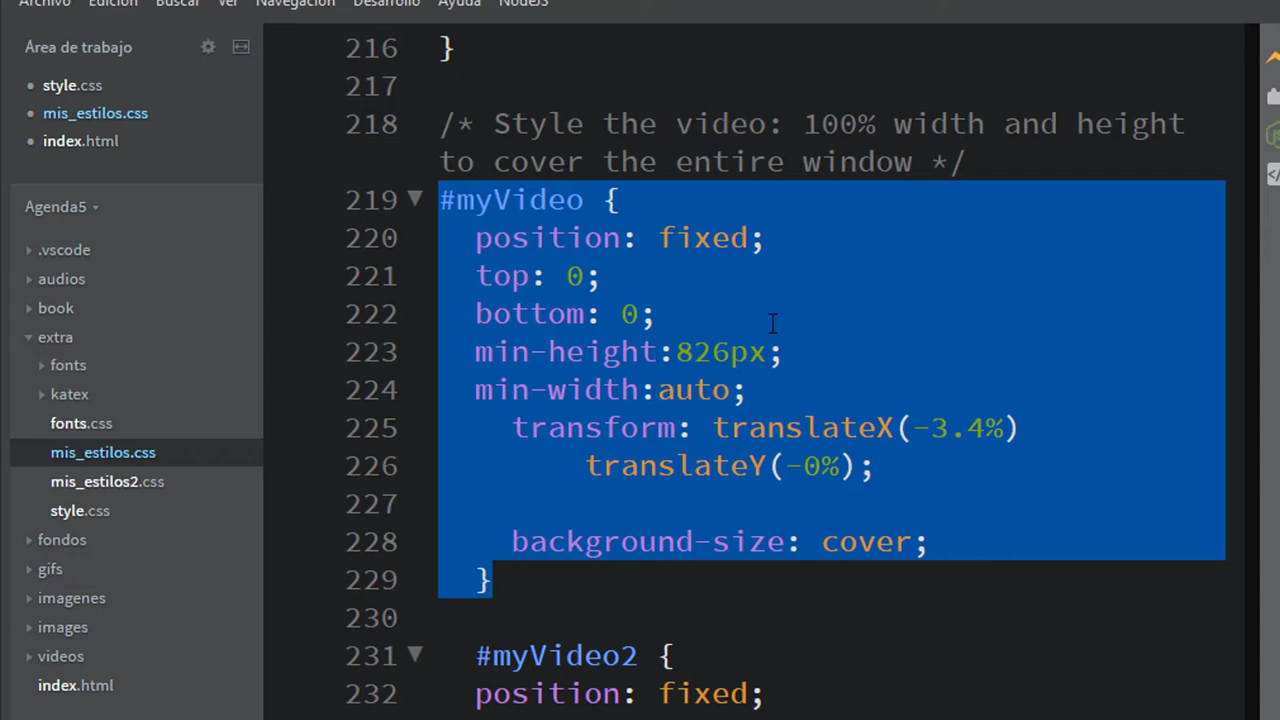 Archivo Edición Buscar Ver Navegación Desarrollo Ayuda NodeJS
Área de trabajo
style.css
mis_estilos.css
index.html
Agenda5
.vscode
audios
book
extra
fonts
katex
fonts.css
mis_estilos.css
mis_estilos2.css
style.css
fondos
gifs
imagenes
images
videos
index.html
216 }
217
218 /* Style the video: 100% width and height
to cover the entire window */
219 #myVideo {
220 position: fixed;
221 top: 0;
222 bottom: 0;
223 min-height:826px;
224 min-width:auto;
225 transform: translateX(-3.4%)
226 translateY(-0%);
227
228 background-size: cover;
229 }
230
231 #myVideo2 {
232 position: fixed;